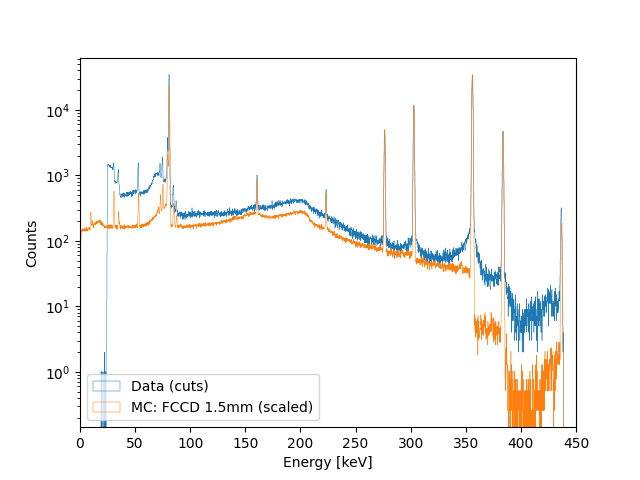 Counts
10⁴
10³
10²
10¹
10⁰
Data (cuts)
MC: FCCD 1.5mm (scaled)
0 50 100 150 200 250 300 350 400 450
Energy [keV]